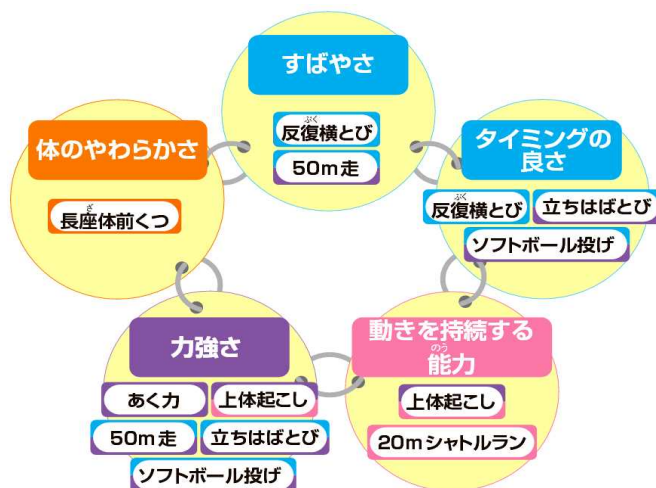 すばやさ
反復横とび
ぷく
50m走
体のやわらかさ
長座体前くつ
ざ
タイミングの
良さ
反復横とび
ぷく
立ちはばとび
ソフトボール投げ
力強さ
あく力
上体起こし
50m走
立ちはばとび
ソフトボール投げ
動きを持続する
のう
能力
上体起こし
20mシャトルラン